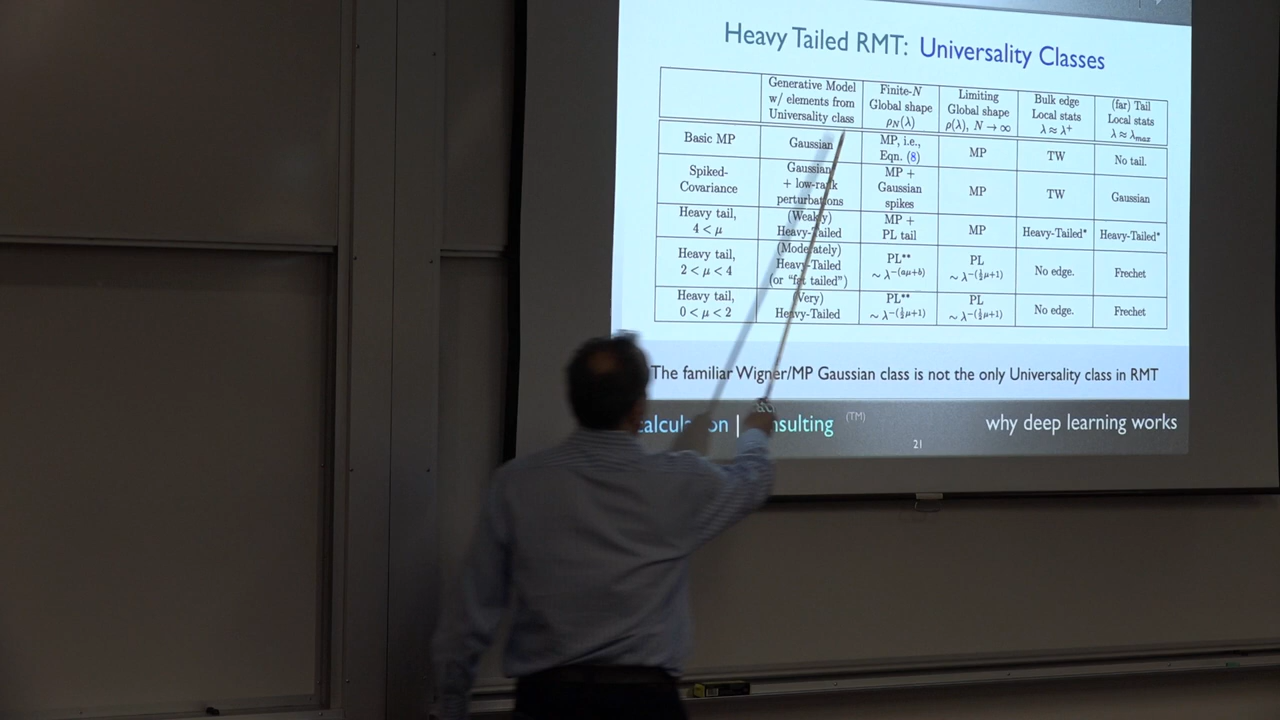 Heavy Tailed RMT: Universality Classes
Generative Model
w/ elements from
Universality class
Finite-N
Global shape
ρN(λ)
Limiting
Global shape
ρ(λ), N → ∞
Bulk edge
Local stats
λ ≈ λ+
(far) Tail
Local stats
λ ≈ λmax
Basic MP
Gaussian
MP, i.e.,
Eqn. (8)
MP
TW
No tail.
Spiked-
Covariance
Gaussian
+ low-rank
perturbations
MP +
Gaussian
spikes
MP
TW
Gaussian
Heavy tail,
4 < μ
(Weakly)
Heavy-Tailed
MP +
PL tail
MP
Heavy-Tailed*
Heavy-Tailed*
Heavy tail,
2 < μ < 4
(Moderately)
Heavy-Tailed
(or "fat tailed")
PL**
~ λ−(aμ+b)
PL
~ λ−(½μ+1)
No edge.
Frechet
Heavy tail,
0 < μ < 2
(Very)
Heavy-Tailed
PL**
~ λ−(½μ+1)
PL
~ λ−(½μ+1)
No edge.
Frechet
The familiar Wigner/MP Gaussian class is not the only Universality class in RMT
calculation | consulting (TM)
why deep learning works
21